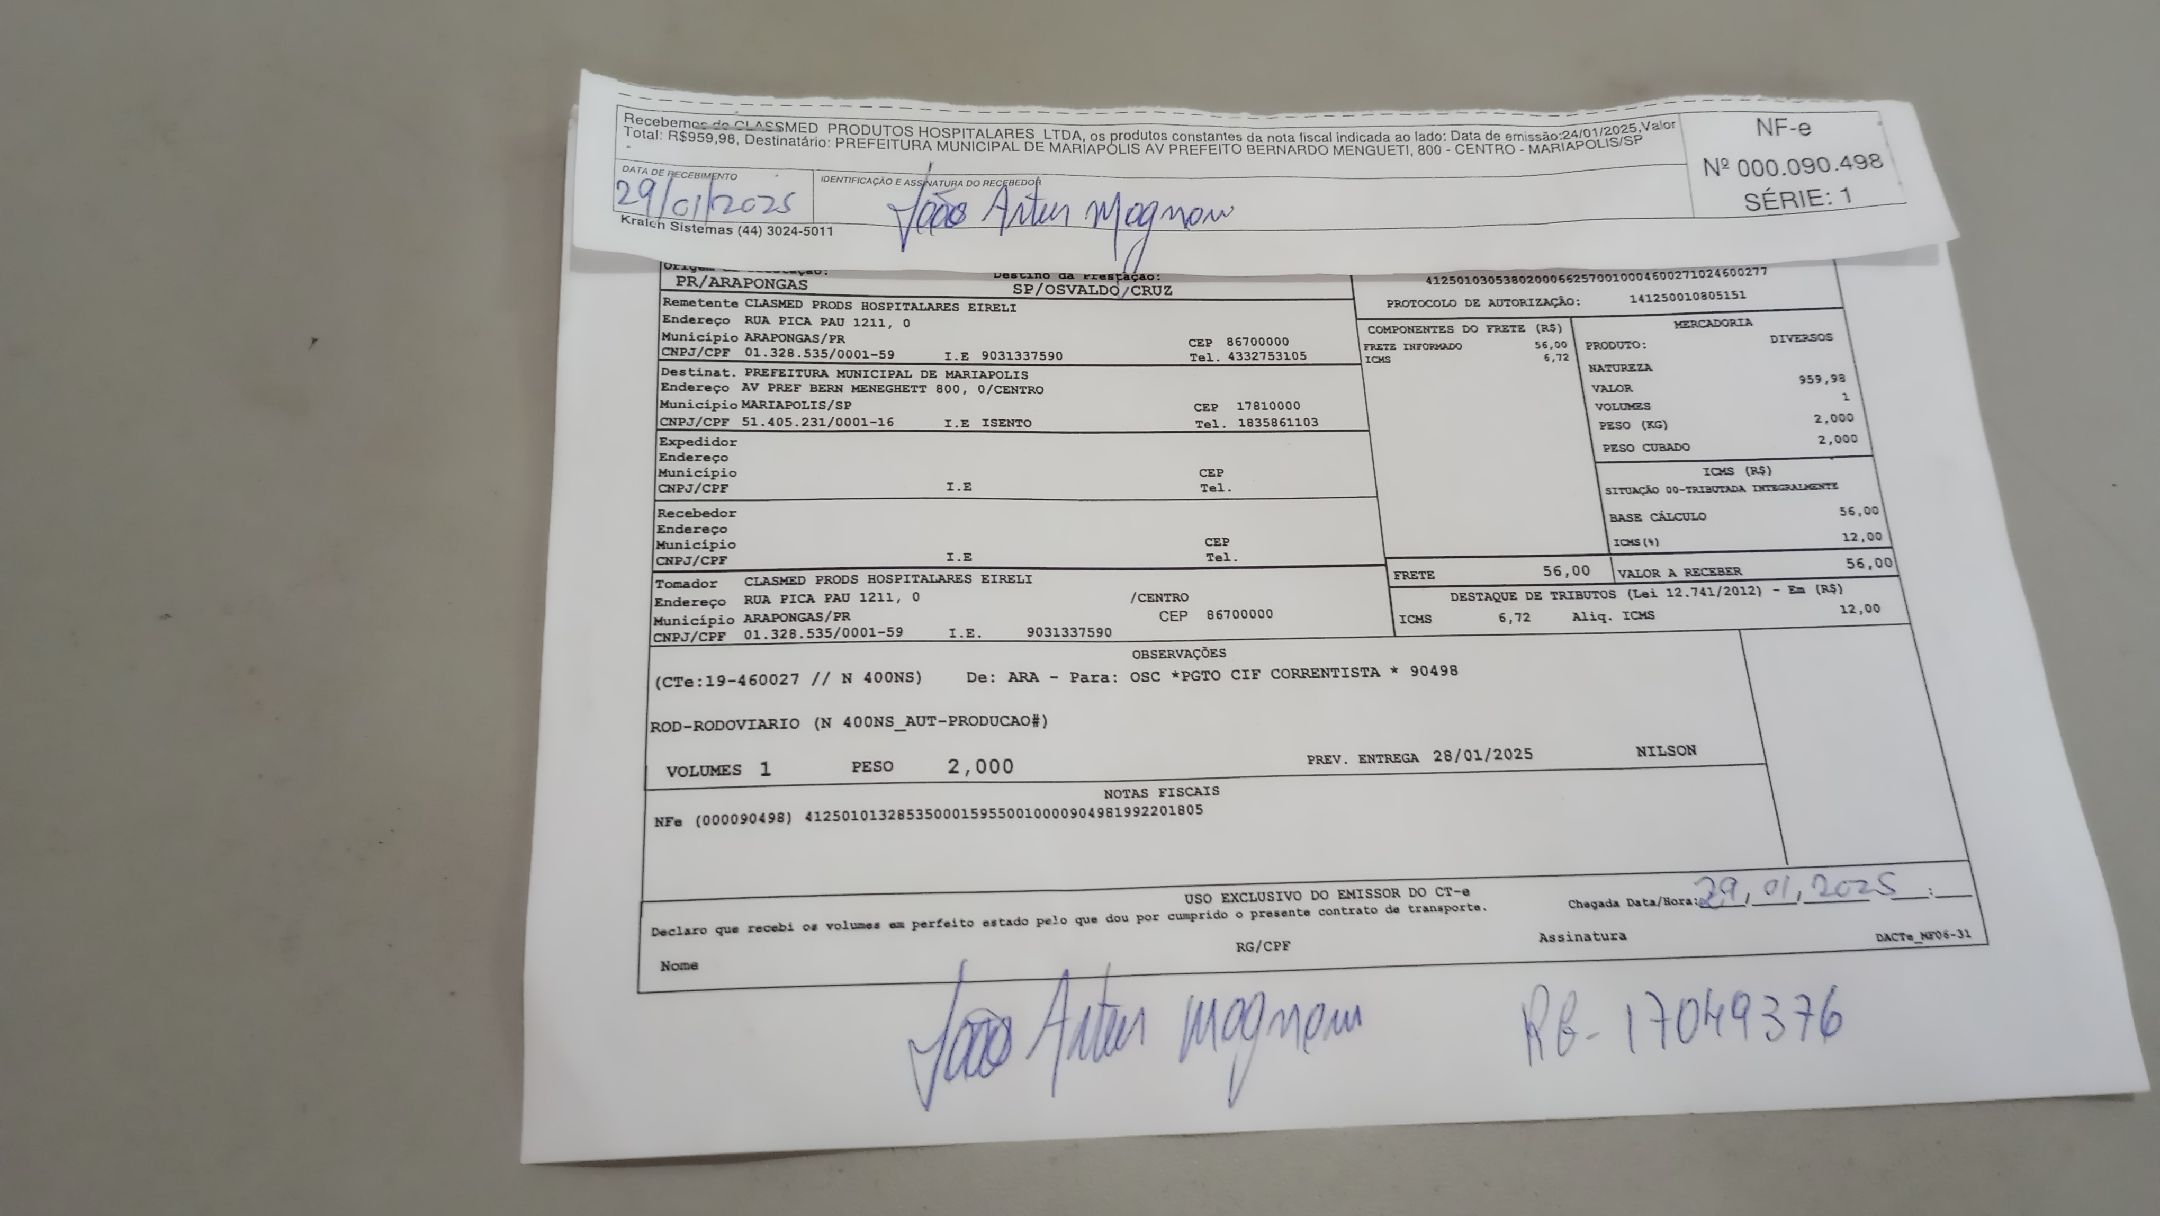 Recebemos de CLASSMED PRODUTOS HOSPITALARES LTDA, os produtos constantes da nota fiscal indicada ao lado: Data de emissão:24/01/2025,Valor
Total: R$959,98, Destinatário: PREFEITURA MUNICIPAL DE MARIAPOLIS AV PREFEITO BERNARDO MENGUETI, 800 - CENTRO - MARIAPOLIS/SP
NF-e
Nº 000.090.498
SÉRIE: 1
DATA DE RECEBIMENTO
29/01/2025
IDENTIFICAÇÃO E ASSINATURA DO RECEBEDOR
João Artur Mognon
Kraieh Sistemas (44) 3024-5011
Destino da Prestação:
PR/ARAPONGAS SP/OSVALDO/CRUZ
41250103053802000662570010004600271024600277
PROTOCOLO DE AUTORIZAÇÃO: 141250010805151
Remetente CLASMED PRODS HOSPITALARES EIRELI
Endereço RUA PICA PAU 1211, 0
Município ARAPONGAS/PR CEP 86700000
CNPJ/CPF 01.328.535/0001-59 I.E 9031337590 Tel. 4332753105
Destinat. PREFEITURA MUNICIPAL DE MARIAPOLIS
Endereço AV PREF BERN MENEGHETT 800, 0/CENTRO
Município MARIAPOLIS/SP CEP 17810000
CNPJ/CPF 51.405.231/0001-16 I.E ISENTO Tel. 1835861103
Expedidor
Endereço
Município CEP
CNPJ/CPF I.E Tel.
Recebedor
Endereço
Município CEP
CNPJ/CPF I.E Tel.
Tomador CLASMED PRODS HOSPITALARES EIRELI
Endereço RUA PICA PAU 1211, 0 /CENTRO
Município ARAPONGAS/PR CEP 86700000
CNPJ/CPF 01.328.535/0001-59 I.E. 9031337590
COMPONENTES DO FRETE (R$)
FRETE INFORMADO 56,00
ICMS 6,72
MERCADORIA
PRODUTO: DIVERSOS
NATUREZA
VALOR 959,98
VOLUMES 1
PESO (KG) 2,000
PESO CUBADO 2,000
ICMS (R$)
SITUAÇÃO 00-TRIBUTADA INTEGRALMENTE
BASE CÁLCULO 56,00
ICMS(%) 12,00
FRETE 56,00 VALOR A RECEBER 56,00
DESTAQUE DE TRIBUTOS (Lei 12.741/2012) - Em (R$)
ICMS 6,72 Aliq. ICMS 12,00
OBSERVAÇÕES
(CTe:19-460027 // N 400NS) De: ARA - Para: OSC *PGTO CIF CORRENTISTA * 90498
ROD-RODOVIARIO (N 400NS_AUT-PRODUCAO#)
VOLUMES 1 PESO 2,000 PREV. ENTREGA 28/01/2025 NILSON
NOTAS FISCAIS
NFe (000090498) 41250101328535000159550010000904981992201805
USO EXCLUSIVO DO EMISSOR DO CT-e
Declaro que recebi os volumes em perfeito estado pelo que dou por cumprido o presente contrato de transporte.
Chegada Data/Hora: 29/01/2025 __:__
Nome RG/CPF Assinatura DACTe_MF06-31
João Artur Mognon RG- 17049376